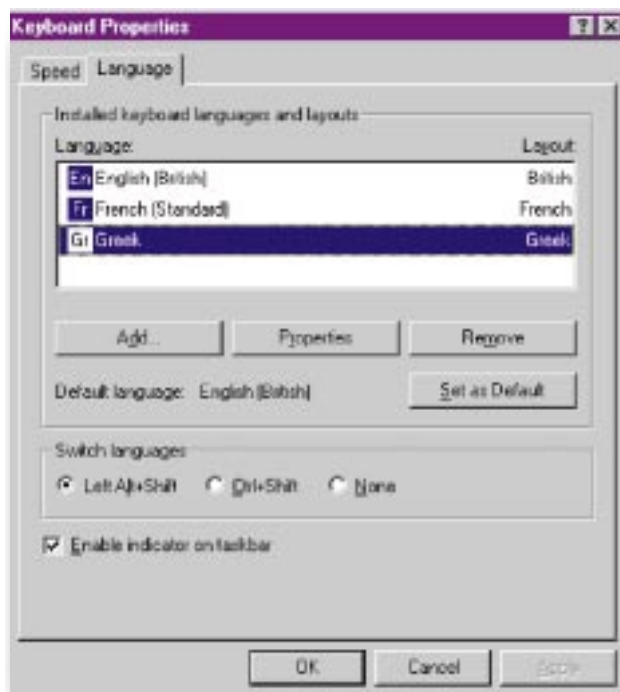 Keyboard Properties
Speed Language
Installed keyboard languages and layouts
Language: Layout
En English (British) British
Fr French (Standard) French
Gr Greek Greek
Add... Properties Remove
Default language: English (British) Set as Default
Switch languages
Left Alt+Shift Ctrl+Shift None
Enable indicator on taskbar
OK Cancel Apply